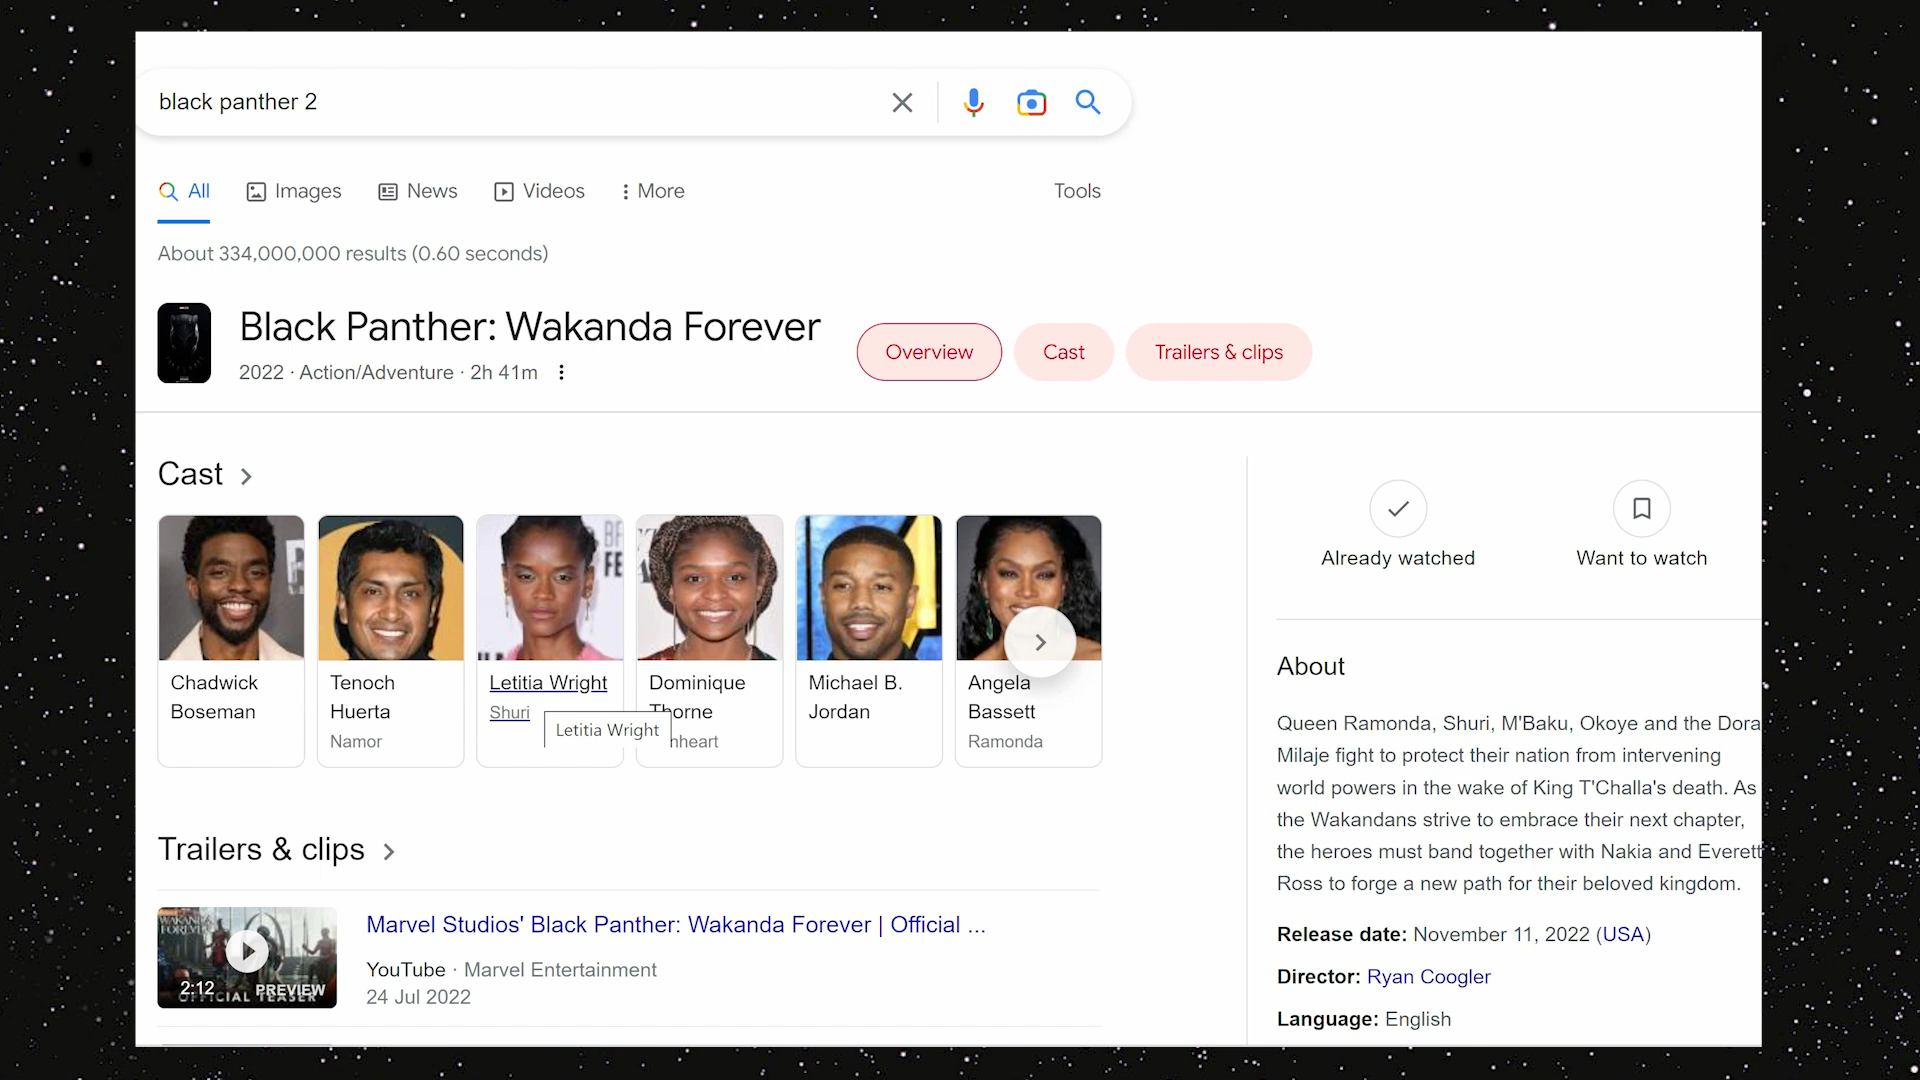 black panther 2
All
Images
News
Videos
More
Tools
About 334,000,000 results (0.60 seconds)
Black Panther: Wakanda Forever
2022 · Action/Adventure · 2h 41m
Overview
Cast
Trailers & clips
Cast
Chadwick
Boseman
Tenoch
Huerta
Namor
Letitia Wright
Shuri
Letitia Wright
Dominique
Thorne
nheart
Michael B.
Jordan
Angela
Bassett
Ramonda
Already watched
Want to watch
About
Queen Ramonda, Shuri, M'Baku, Okoye and the Dora
Milaje fight to protect their nation from intervening
world powers in the wake of King T'Challa's death. As
the Wakandans strive to embrace their next chapter,
the heroes must band together with Nakia and Everett
Ross to forge a new path for their beloved kingdom.
Release date: November 11, 2022 (USA)
Director: Ryan Coogler
Language: English
Trailers & clips
WAKANDA
FOREVER
2:12
PREVIEW
OFFICIAL TEASER
Marvel Studios' Black Panther: Wakanda Forever | Official ...
YouTube · Marvel Entertainment
24 Jul 2022